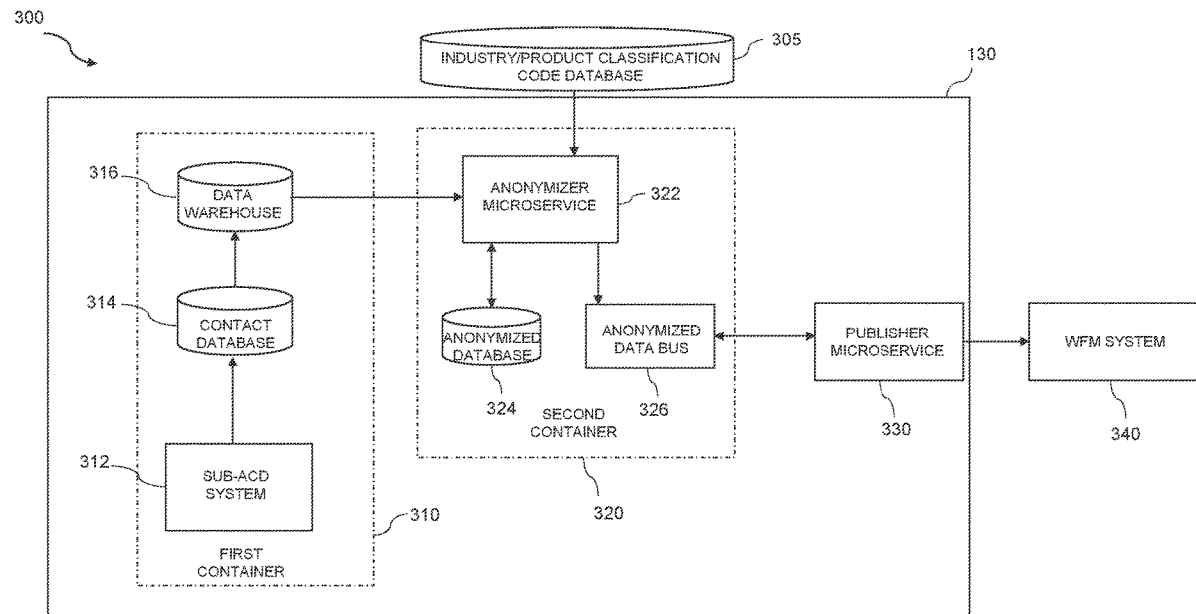 300
INDUSTRY/PRODUCT CLASSIFICATION
CODE DATABASE
305
130
316
DATA
WAREHOUSE
ANONYMIZER
MICROSERVICE
322
314
CONTACT
DATABASE
ANONYMIZED
DATABASE
324
ANONYMIZED
DATA BUS
326
PUBLISHER
MICROSERVICE
330
WFM SYSTEM
340
SECOND
CONTAINER
320
312
SUB-ACD
SYSTEM
310
FIRST
CONTAINER